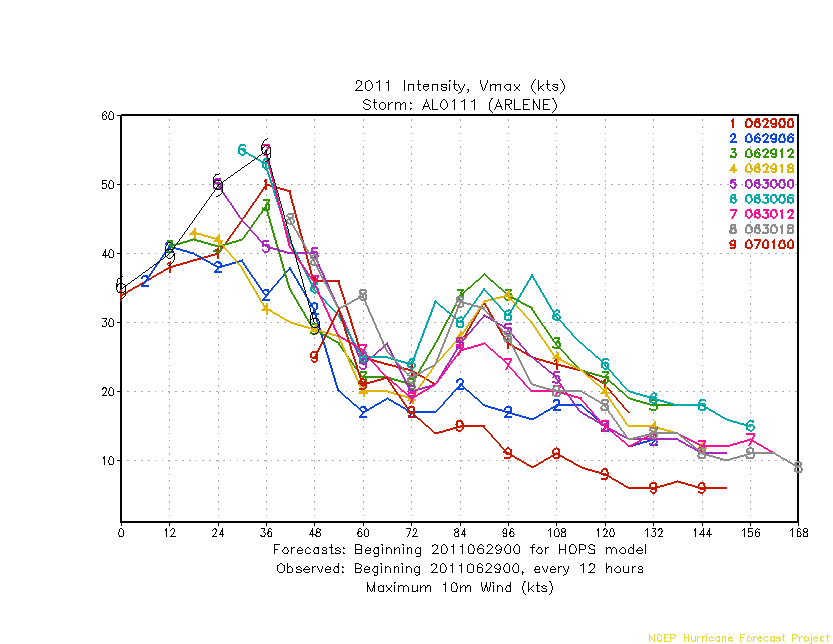 2011 Intensity, Vmax (kts)
Storm: AL0111 (ARLENE)
60
50
40
30
20
10
1 062900
2 062906
3 062912
4 062918
5 063000
6 063006
7 063012
8 063018
9 070100
0 12 24 36 48 60 72 84 96 108 120 132 144 156 168
Forecasts: Beginning 2011062900 for HOPS model
Observed: Beginning 2011062900, every 12 hours
Maximum 10m Wind (kts)
NCEP Hurricane Forecast Project